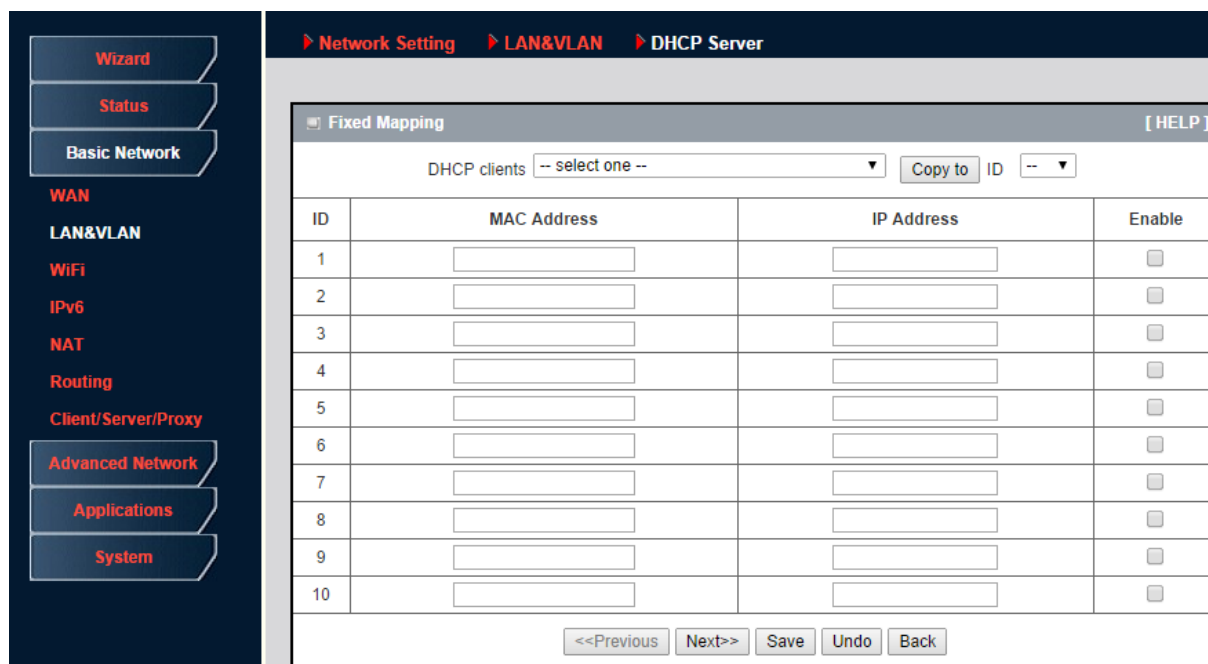 Wizard
Status
Basic Network
WAN
LAN&VLAN
WiFi
IPv6
NAT
Routing
Client/Server/Proxy
Advanced Network
Applications
System
Network Setting LAN&VLAN DHCP Server
Fixed Mapping [ HELP ]
DHCP clients -- select one -- Copy to ID --
ID MAC Address IP Address Enable
1
2
3
4
5
6
7
8
9
10
<<Previous Next>> Save Undo Back